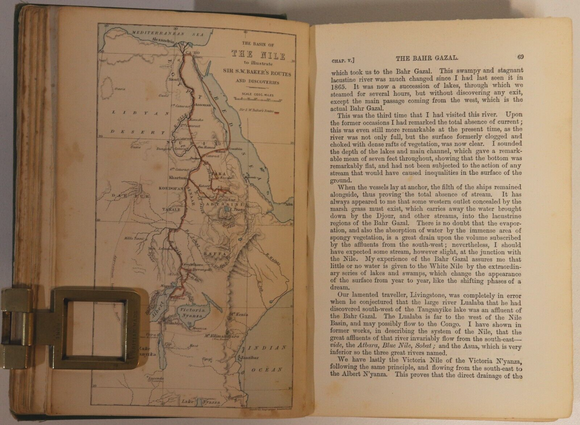 MEDITERRANEAN SEA
THE BASIN OF
THE NILE
to illustrate
SIR S.W. BAKER'S ROUTES
AND DISCOVERIES
LIBYAN
DESERT
KORDOFAN
VICTORIA
N'YANZA
INDIAN
OCEAN
CHAP. V.] THE BAHR GAZAL. 69
which took us to the Bahr Gazal. This swampy and stagnant
lacustrine river was much changed since I had last seen it in
1865. It was now a succession of lakes, through which we
steamed for several hours, but without discovering any exit,
except the main passage coming from the west, which is the
actual Bahr Gazal.
This was the third time that I had visited this river. Upon
the former occasions I had remarked the total absence of current;
this was even still more remarkable at the present time, as the
river was not only full, but the surface formerly clogged and
choked with dense rafts of vegetation, was now clear. I sounded
the depth of the lakes and main channel, which gave a remark-
able mean of seven feet throughout, showing that the bottom was
remarkably flat, and had not been subjected to the action of any
stream that would have caused inequalities in the surface of the
ground.
When the vessels lay at anchor, the filth of the ships remained
alongside, thus proving the total absence of stream. It has
always appeared to me that some western outlet concealed by the
marsh grass must exist, which carries away the water brought
down by the Djour, and other streams, into the lacustrine
regions of the Bahr Gazal. There is no doubt that the evapor-
ation, and also the absorption of water by the immense area of
spongy vegetation, is a great drain upon the volume subscribed
by the affluents from the south-west; nevertheless, I should
have expected some stream, however slight, at the junction with
the Nile. My experience of the Bahr Gazal assures me that
little or no water is given to the White Nile by the extraordin-
ary series of lakes and swamps, which change the appearance
of the surface from year to year, like the shifting phases of a
dream.
Our lamented traveller, Livingstone, was completely in error
when he conjectured that the large river Lualaba that he had
discovered south-west of the Tanganyika lake was an affluent of
the Bahr Gazal. The Lualaba is far to the west of the Nile
Basin, and may possibly flow to the Congo. I have shown in
former works, in describing the system of the Nile, that the
great affluents of that river invariably flow from the south-east—
vide, the Atbara, Blue Nile, Sobat; and the Asua, which is very
inferior to the three great rivers named.
We have lastly the Victoria Nile of the Victoria N'yanza,
following the same principle, and flowing from the south-east to
the Albert N'yanza. This proves that the direct drainage of the